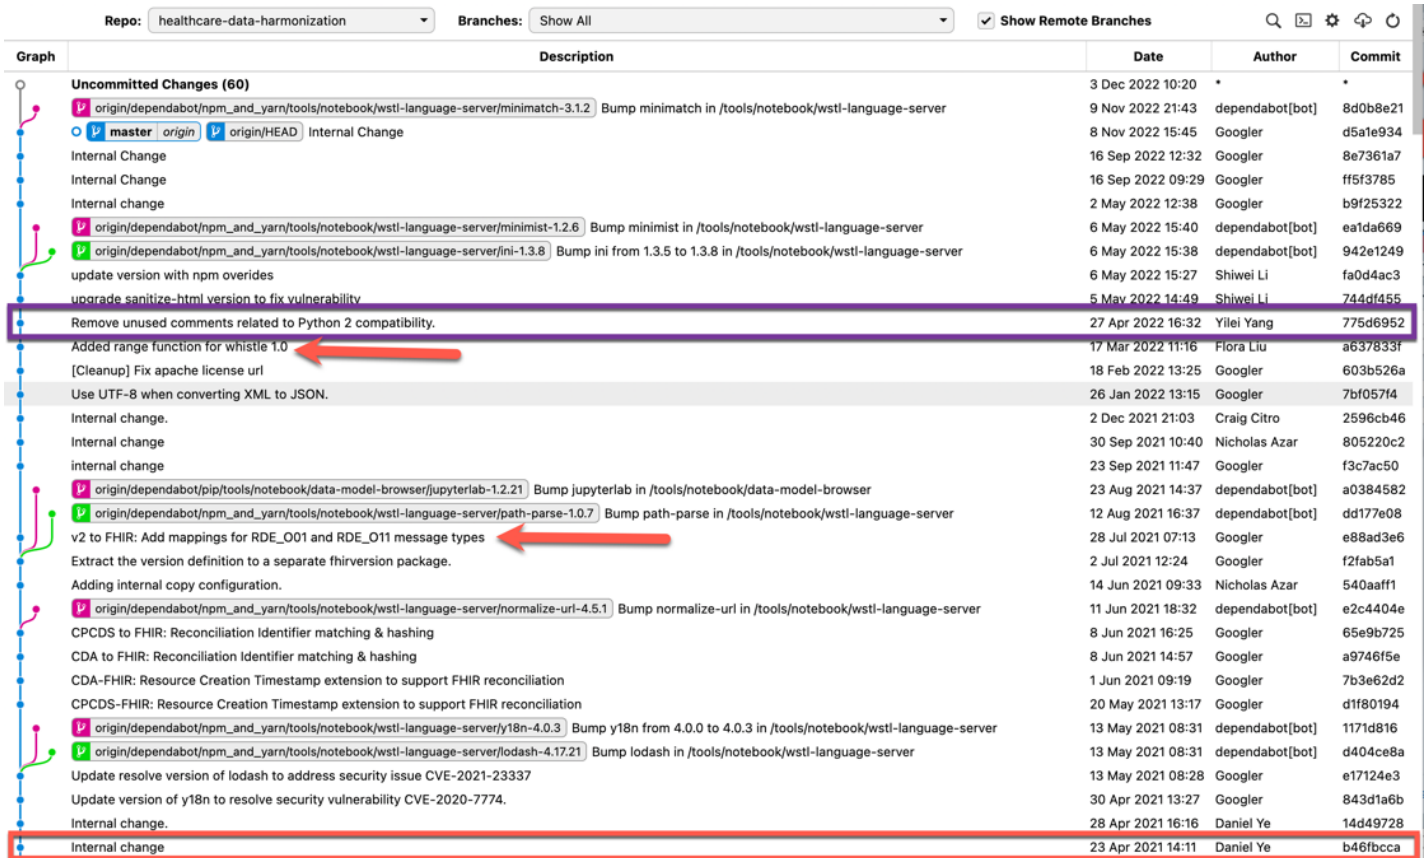 Repo: healthcare-data-harmonization Branches: Show All Show Remote Branches
Graph Description Date Author Commit
Uncommitted Changes (60) 3 Dec 2022 10:20 * *
origin/dependabot/npm_and_yarn/tools/notebook/wstl-language-server/minimatch-3.1.2 Bump minimatch in /tools/notebook/wstl-language-server 9 Nov 2022 21:43 dependabot[bot] 8d0b8e21
master origin origin/HEAD Internal Change 8 Nov 2022 15:45 Googler d5a1e934
Internal Change 16 Sep 2022 12:32 Googler 8e7361a7
Internal Change 16 Sep 2022 09:29 Googler ff5f3785
Internal change 2 May 2022 12:38 Googler b9f25322
origin/dependabot/npm_and_yarn/tools/notebook/wstl-language-server/minimist-1.2.6 Bump minimist in /tools/notebook/wstl-language-server 6 May 2022 15:40 dependabot[bot] ea1da669
origin/dependabot/npm_and_yarn/tools/notebook/wstl-language-server/ini-1.3.8 Bump ini from 1.3.5 to 1.3.8 in /tools/notebook/wstl-language-server 6 May 2022 15:38 dependabot[bot] 942e1249
update version with npm overides 6 May 2022 15:27 Shiwei Li fa0d4ac3
upgrade sanitize-html version to fix vulnerability 5 May 2022 14:49 Shiwei Li 744df455
Remove unused comments related to Python 2 compatibility. 27 Apr 2022 16:32 Yilei Yang 775d6952
Added range function for whistle 1.0 17 Mar 2022 11:16 Flora Liu a637833f
[Cleanup] Fix apache license url 18 Feb 2022 13:25 Googler 603b526a
Use UTF-8 when converting XML to JSON. 26 Jan 2022 13:15 Googler 7bf057f4
Internal change. 2 Dec 2021 21:03 Craig Citro 2596cb46
Internal change 30 Sep 2021 10:40 Nicholas Azar 805220c2
internal change 23 Sep 2021 11:47 Googler f3c7ac50
origin/dependabot/pip/tools/notebook/data-model-browser/jupyterlab-1.2.21 Bump jupyterlab in /tools/notebook/data-model-browser 23 Aug 2021 14:37 dependabot[bot] a0384582
origin/dependabot/npm_and_yarn/tools/notebook/wstl-language-server/path-parse-1.0.7 Bump path-parse in /tools/notebook/wstl-language-server 12 Aug 2021 16:37 dependabot[bot] dd177e08
v2 to FHIR: Add mappings for RDE_O01 and RDE_O11 message types 28 Jul 2021 07:13 Googler e88ad3e6
Extract the version definition to a separate fhirversion package. 2 Jul 2021 12:24 Googler f2fab5a1
Adding internal copy configuration. 14 Jun 2021 09:33 Nicholas Azar 540aaff1
origin/dependabot/npm_and_yarn/tools/notebook/wstl-language-server/normalize-url-4.5.1 Bump normalize-url in /tools/notebook/wstl-language-server 11 Jun 2021 18:32 dependabot[bot] e2c4404e
CPCDS to FHIR: Reconciliation Identifier matching & hashing 8 Jun 2021 16:25 Googler 65e9b725
CDA to FHIR: Reconciliation Identifier matching & hashing 8 Jun 2021 14:57 Googler a9746f5e
CDA-FHIR: Resource Creation Timestamp extension to support FHIR reconciliation 1 Jun 2021 09:19 Googler 7b3e62d2
CPCDS-FHIR: Resource Creation Timestamp extension to support FHIR reconciliation 20 May 2021 13:17 Googler d1f80194
origin/dependabot/npm_and_yarn/tools/notebook/wstl-language-server/y18n-4.0.3 Bump y18n from 4.0.0 to 4.0.3 in /tools/notebook/wstl-language-server 13 May 2021 08:31 dependabot[bot] 1171d816
origin/dependabot/npm_and_yarn/tools/notebook/wstl-language-server/lodash-4.17.21 Bump lodash in /tools/notebook/wstl-language-server 13 May 2021 08:31 dependabot[bot] d404ce8a
Update resolve version of lodash to address security issue CVE-2021-23337 13 May 2021 08:28 Googler e17124e3
Update version of y18n to resolve security vulnerability CVE-2020-7774. 30 Apr 2021 13:27 Googler 843d1a6b
Internal change. 28 Apr 2021 16:16 Daniel Ye 14d49728
Internal change 23 Apr 2021 14:11 Daniel Ye b46fbcca